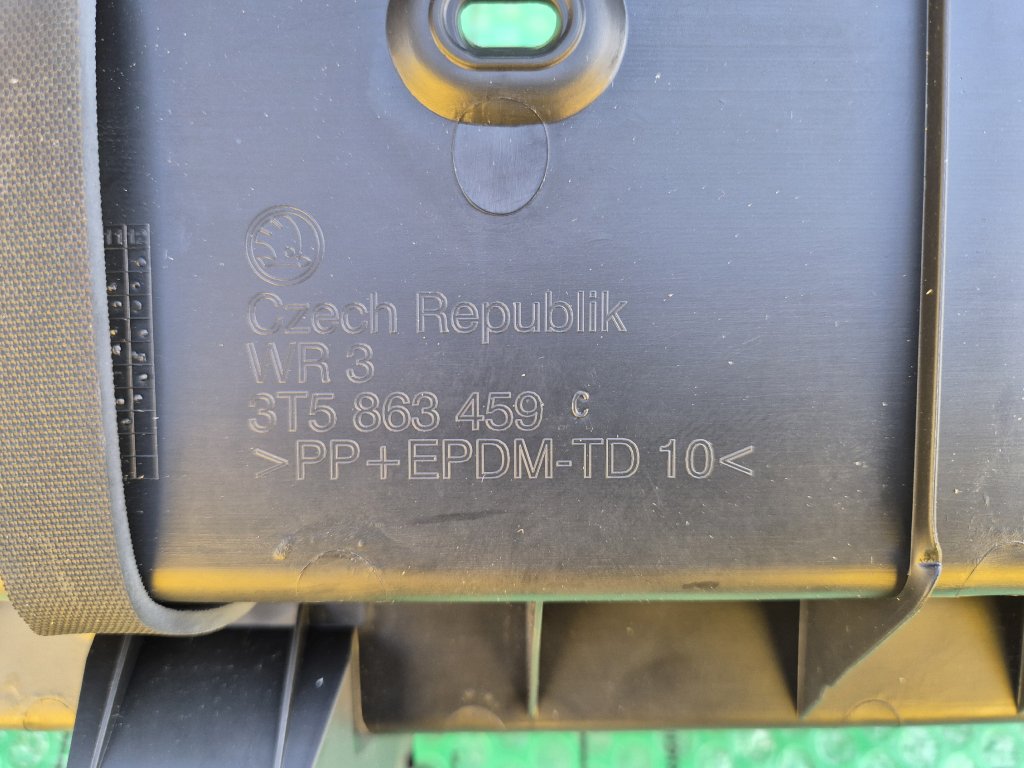 Czech Republik
WR 3
3T5 863 459 C
>PP+EPDM-TD 10<